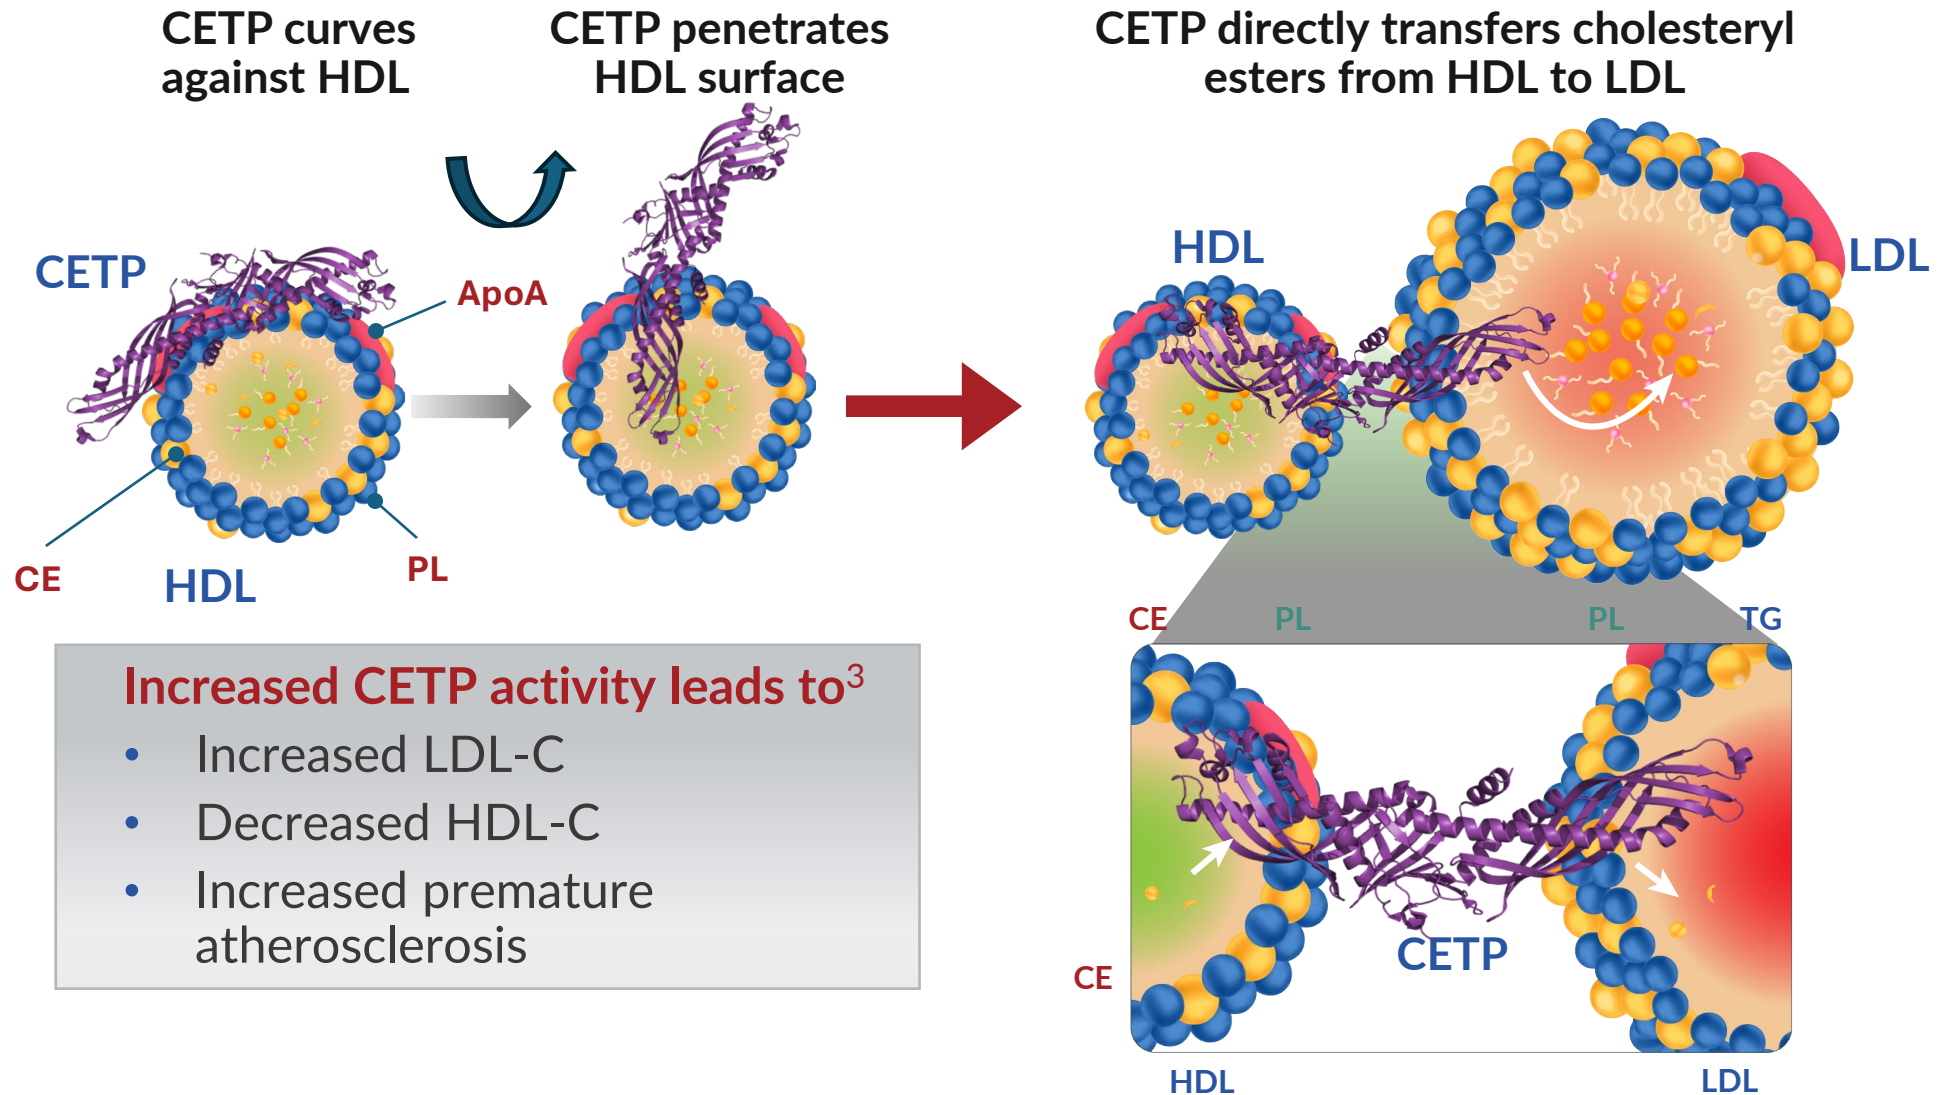 CETP curves
against HDL
CETP penetrates
HDL surface
CETP directly transfers cholesteryl
esters from HDL to LDL
CETP
ApoA
CE
PL
HDL
HDL
LDL
Increased CETP activity leads to3
• Increased LDL-C
• Decreased HDL-C
• Increased premature
atherosclerosis
CE
PL
PL
TG
CETP
CE
HDL
LDL